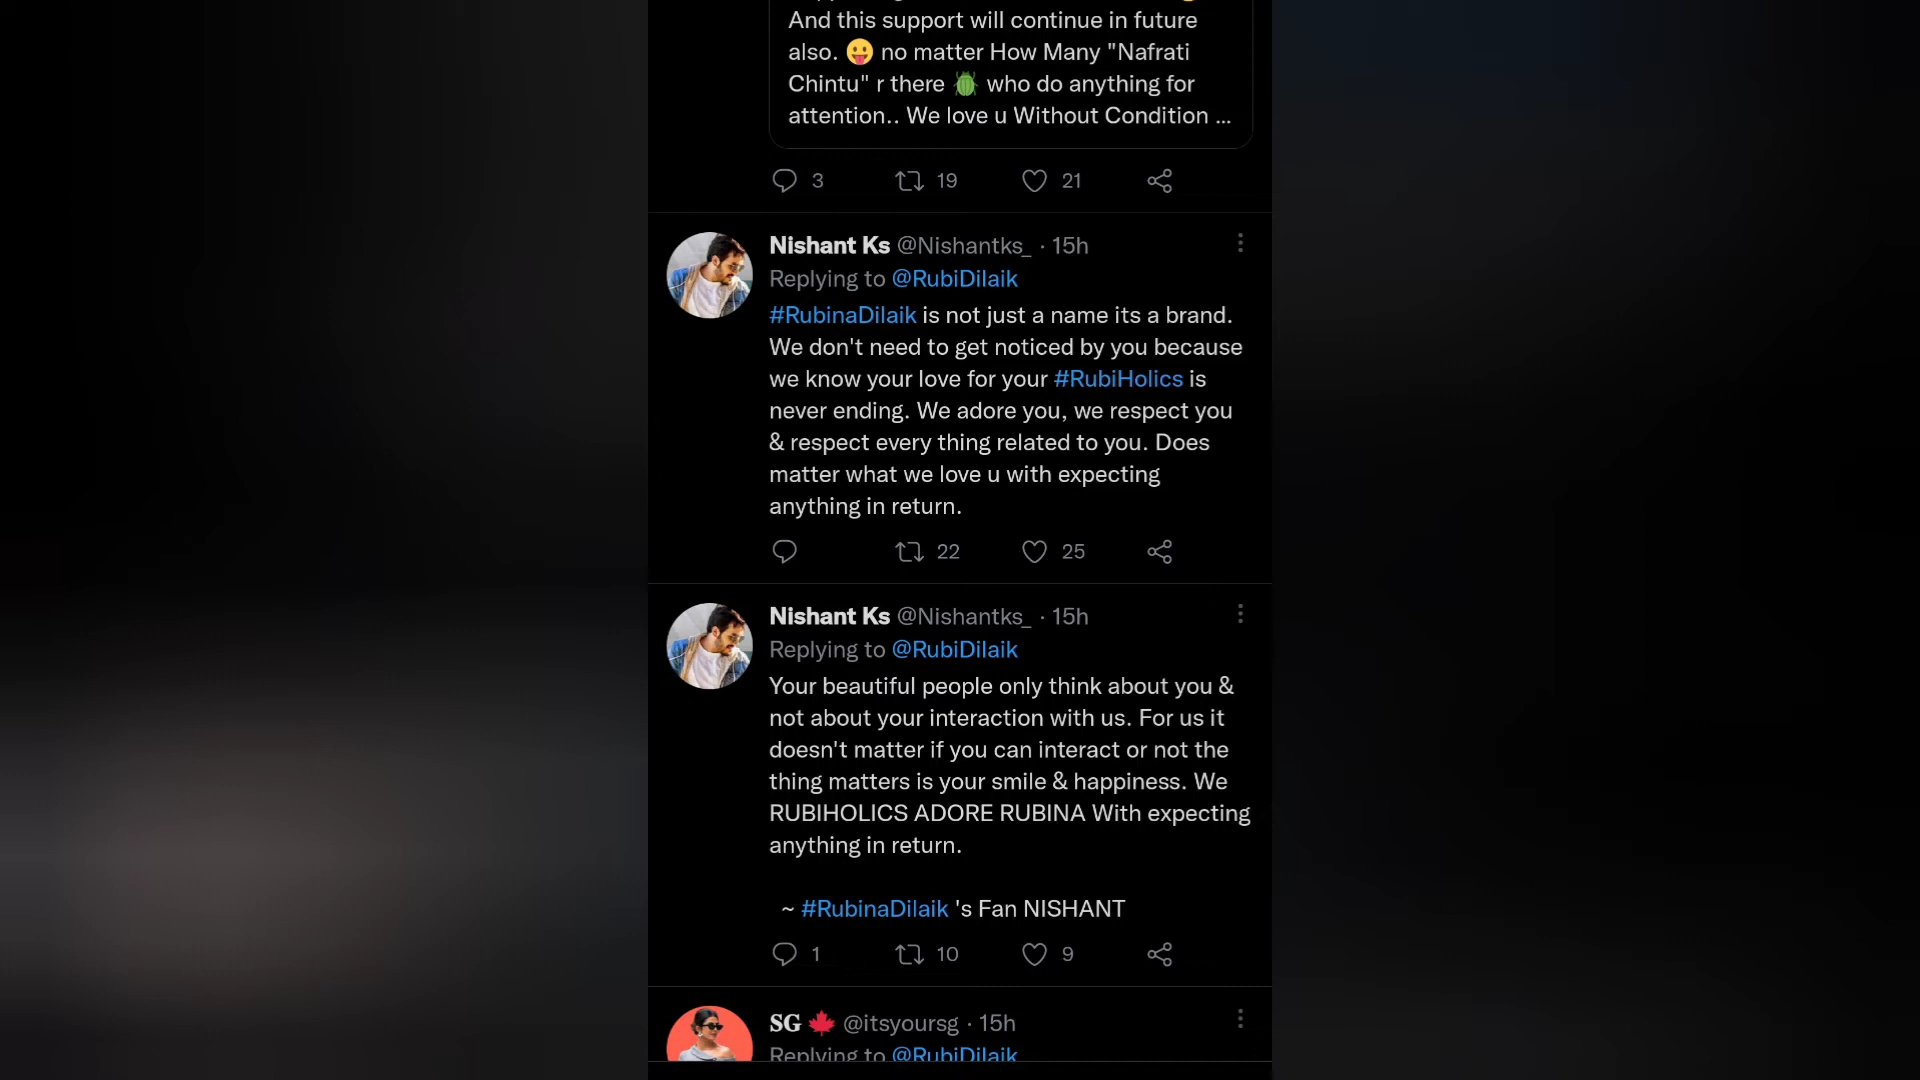 And this support will continue in future
also. 😛 no matter How Many "Nafrati
Chintu" r there 🪲 who do anything for
attention.. We love u Without Condition ...
3 19 21
Nishant Ks @Nishantks_ · 15h
Replying to @RubiDilaik
#RubinaDilaik is not just a name its a brand.
We don't need to get noticed by you because
we know your love for your #RubiHolics is
never ending. We adore you, we respect you
& respect every thing related to you. Does
matter what we love u with expecting
anything in return.
22 25
Nishant Ks @Nishantks_ · 15h
Replying to @RubiDilaik
Your beautiful people only think about you &
not about your interaction with us. For us it
doesn't matter if you can interact or not the
thing matters is your smile & happiness. We
RUBIHOLICS ADORE RUBINA With expecting
anything in return.
~ #RubinaDilaik 's Fan NISHANT
1 10 9
SG 🍁 @itsyoursg · 15h
Replying to @RubiDilaik